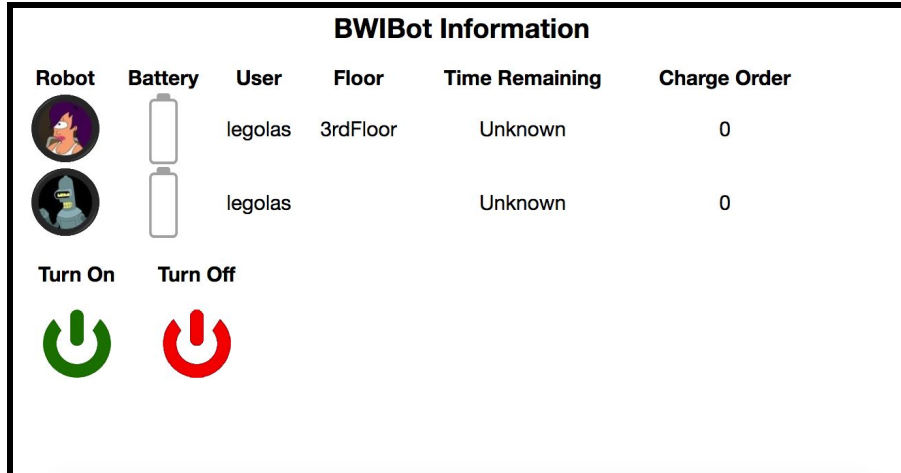 BWIBot Information
Robot Battery User Floor Time Remaining Charge Order
legolas 3rdFloor Unknown 0
legolas Unknown 0
Turn On Turn Off